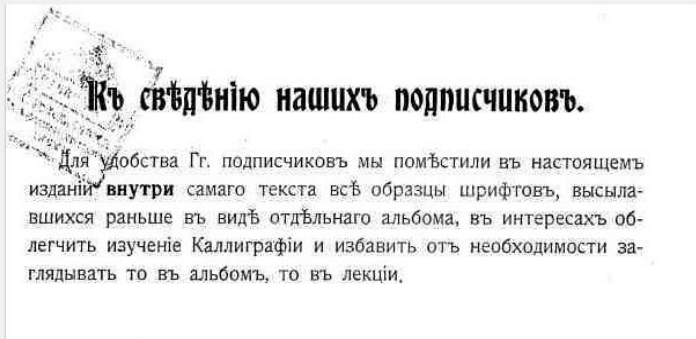 Къ свѣдѣнію нашихъ подписчиковъ.
Для удобства Гг. подписчиковъ мы помѣстили въ настоящемъ
изданіи внутри самаго текста всѣ образцы шрифтовъ, высыла-
вшихся раньше въ видѣ отдѣльнаго альбома, въ интересахъ об-
легчить изученіе Каллиграфіи и избавить отъ необходимости за-
глядывать то въ альбомъ, то въ лекціи.